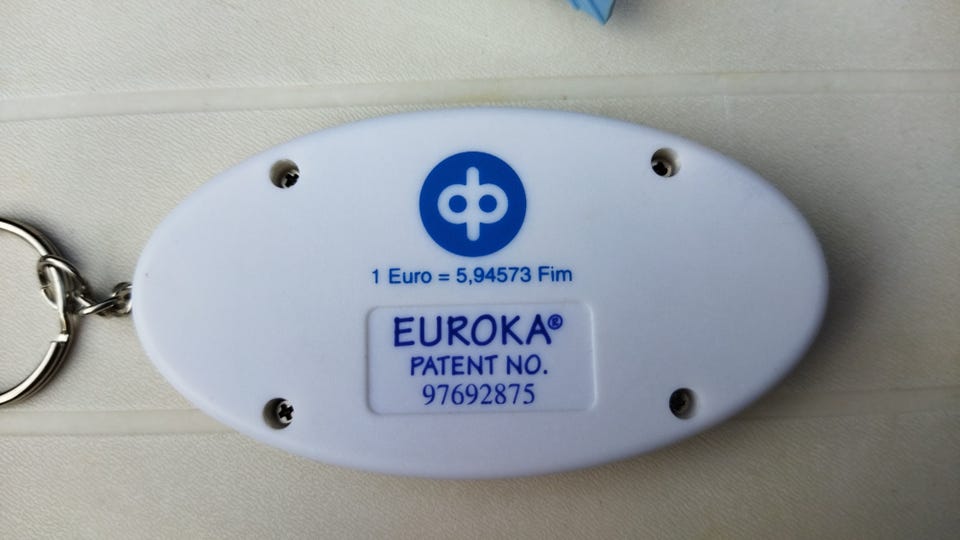 1 Euro = 5,94573 Fim
EUROKA®
PATENT NO.
97692875